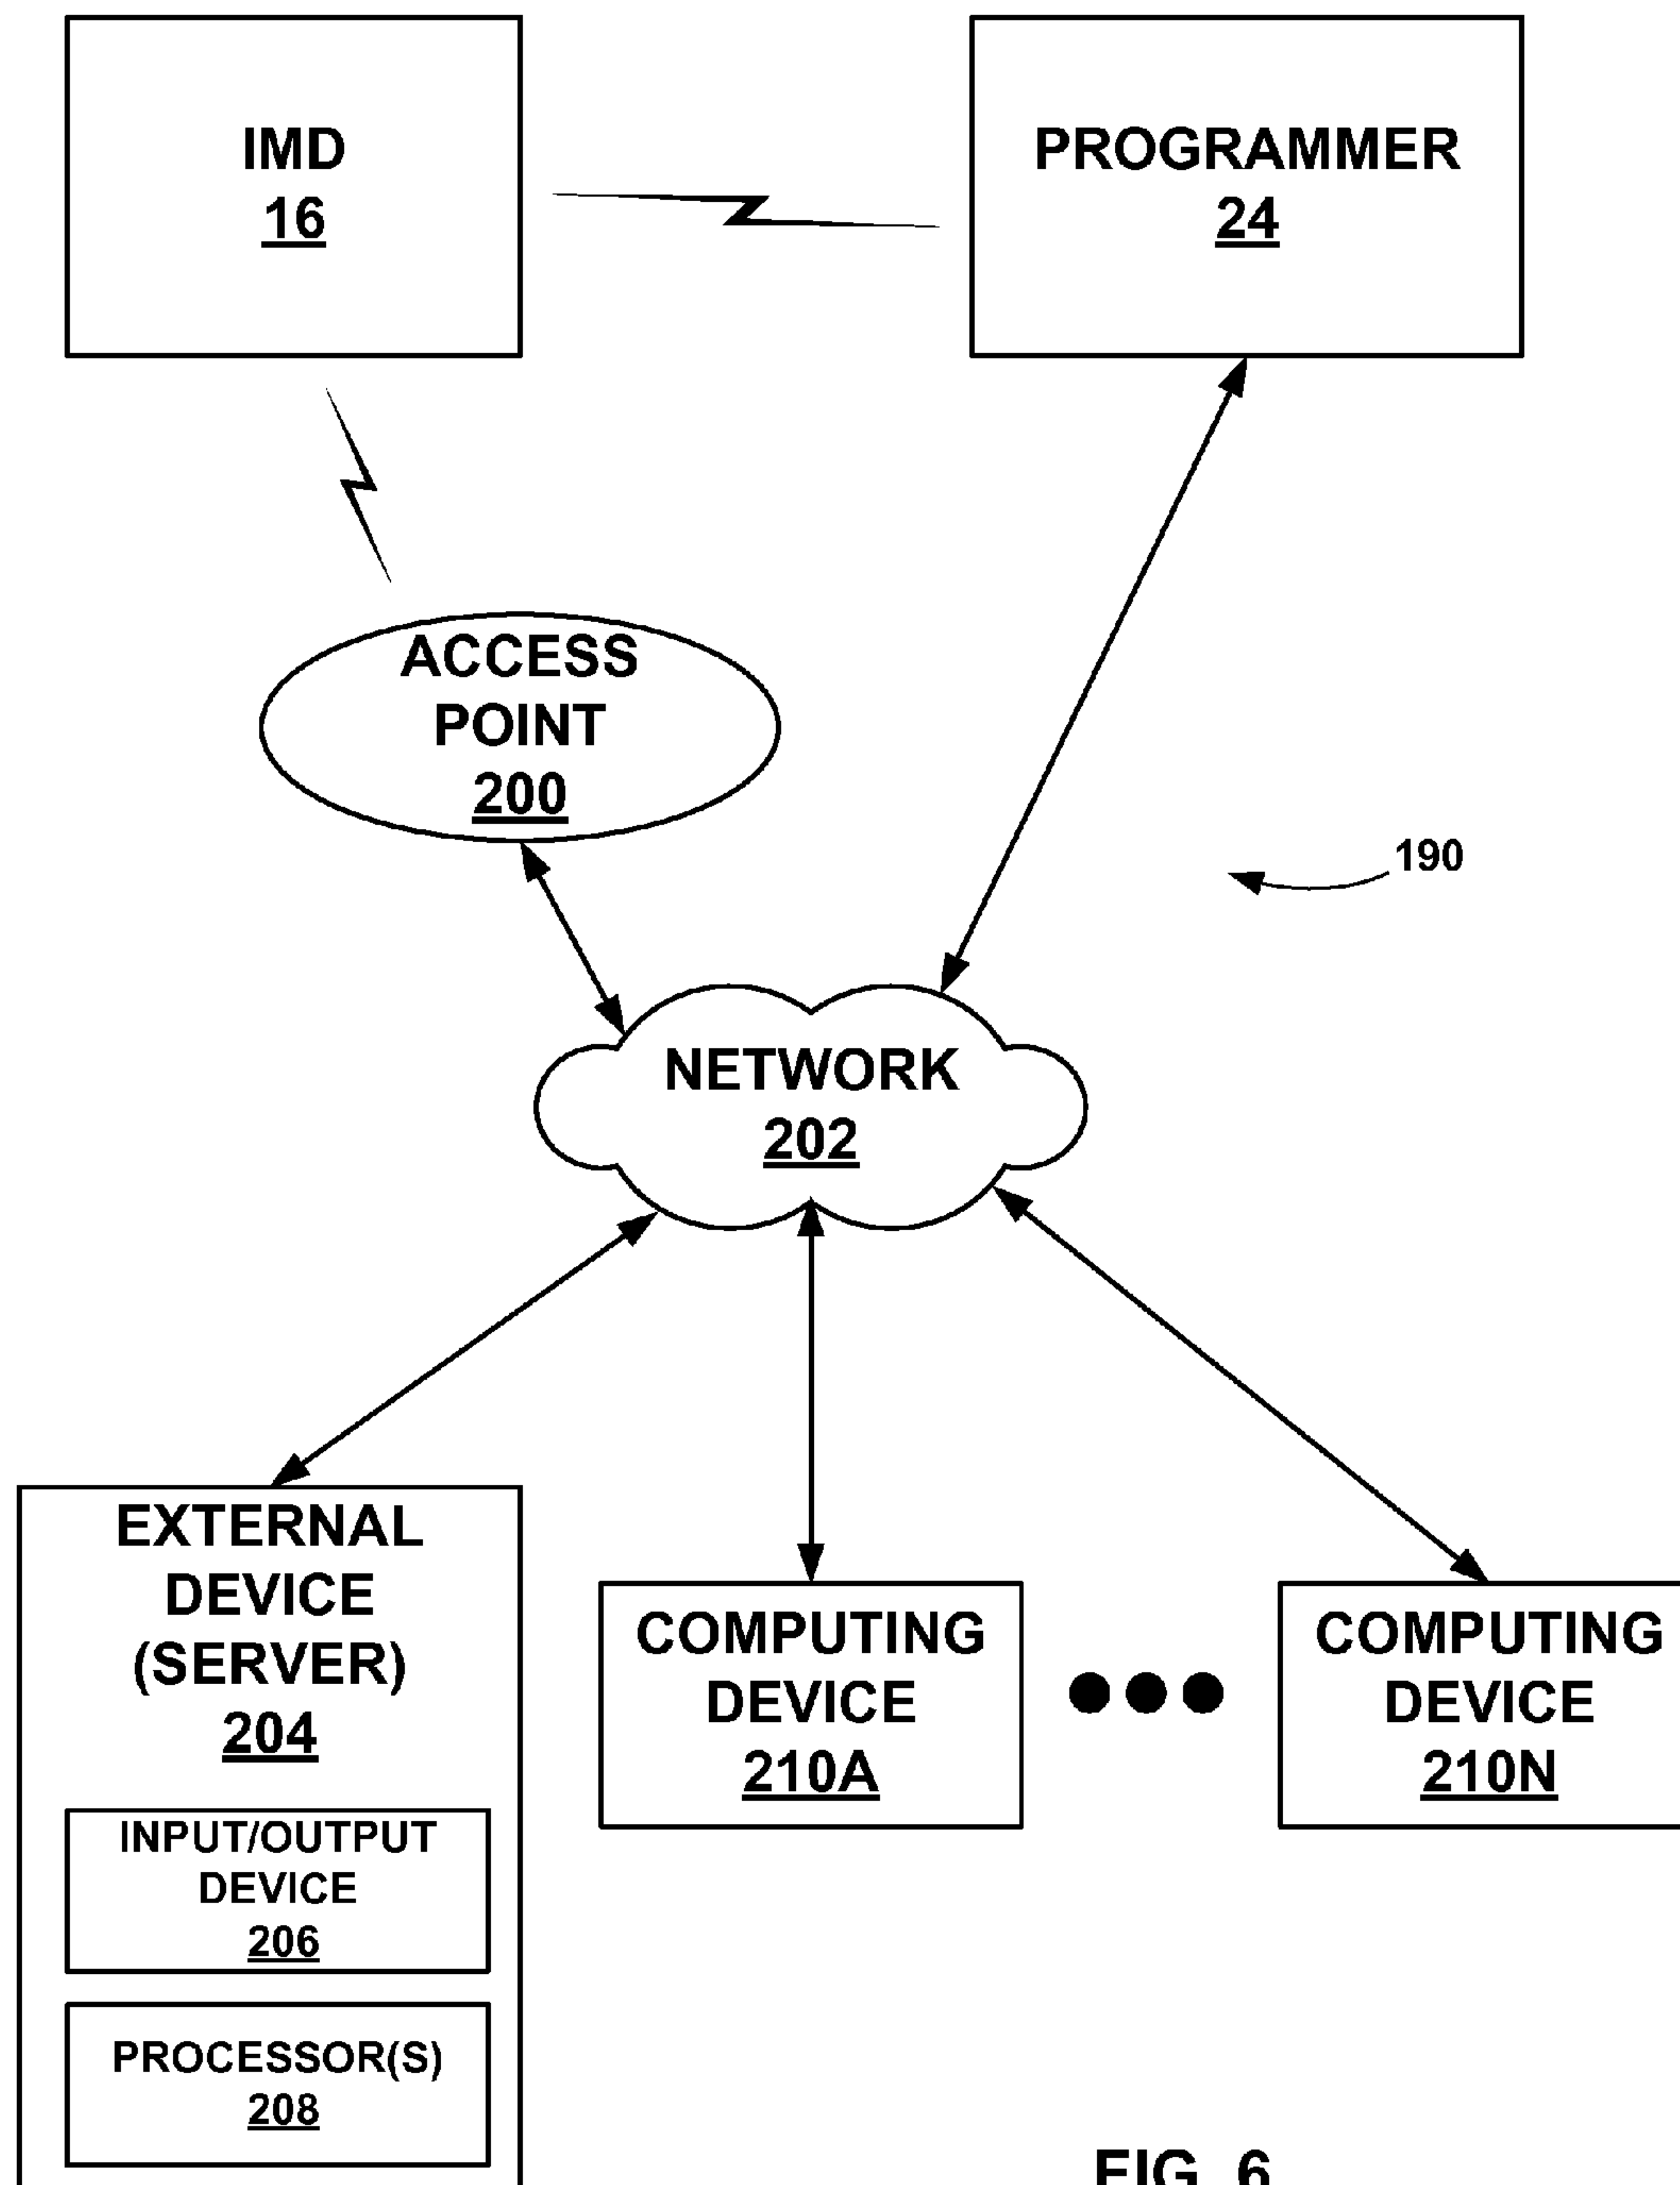 IMD
16
PROGRAMMER
24
ACCESS
POINT
200
190
NETWORK
202
EXTERNAL
DEVICE
(SERVER)
204
INPUT/OUTPUT
DEVICE
206
PROCESSOR(S)
208
COMPUTING
DEVICE
210A
COMPUTING
DEVICE
210N
FIG. 6